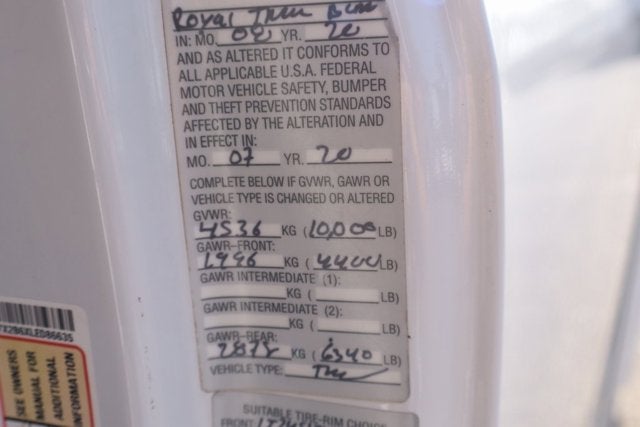 Royal Truck Body
IN: MO. 08 YR. 20
AND AS ALTERED IT CONFORMS TO
ALL APPLICABLE U.S.A. FEDERAL
MOTOR VEHICLE SAFETY, BUMPER
AND THEFT PREVENTION STANDARDS
AFFECTED BY THE ALTERATION AND
IN EFFECT IN:
MO. 07 YR. 20
COMPLETE BELOW IF GVWR, GAWR OR
VEHICLE TYPE IS CHANGED OR ALTERED
GVWR:
4536 KG (10,000 LB)
GAWR-FRONT:
1996 KG (4400 LB)
GAWR INTERMEDIATE (1):
KG ( LB)
GAWR INTERMEDIATE (2):
KG ( LB)
GAWR-REAR:
2875 KG (6340 LB)
VEHICLE TYPE:
SUITABLE TIRE-RIM CHOICE
FRONT:
SEE OWNERS
MANUAL FOR
ADDITIONAL
INFORMATION